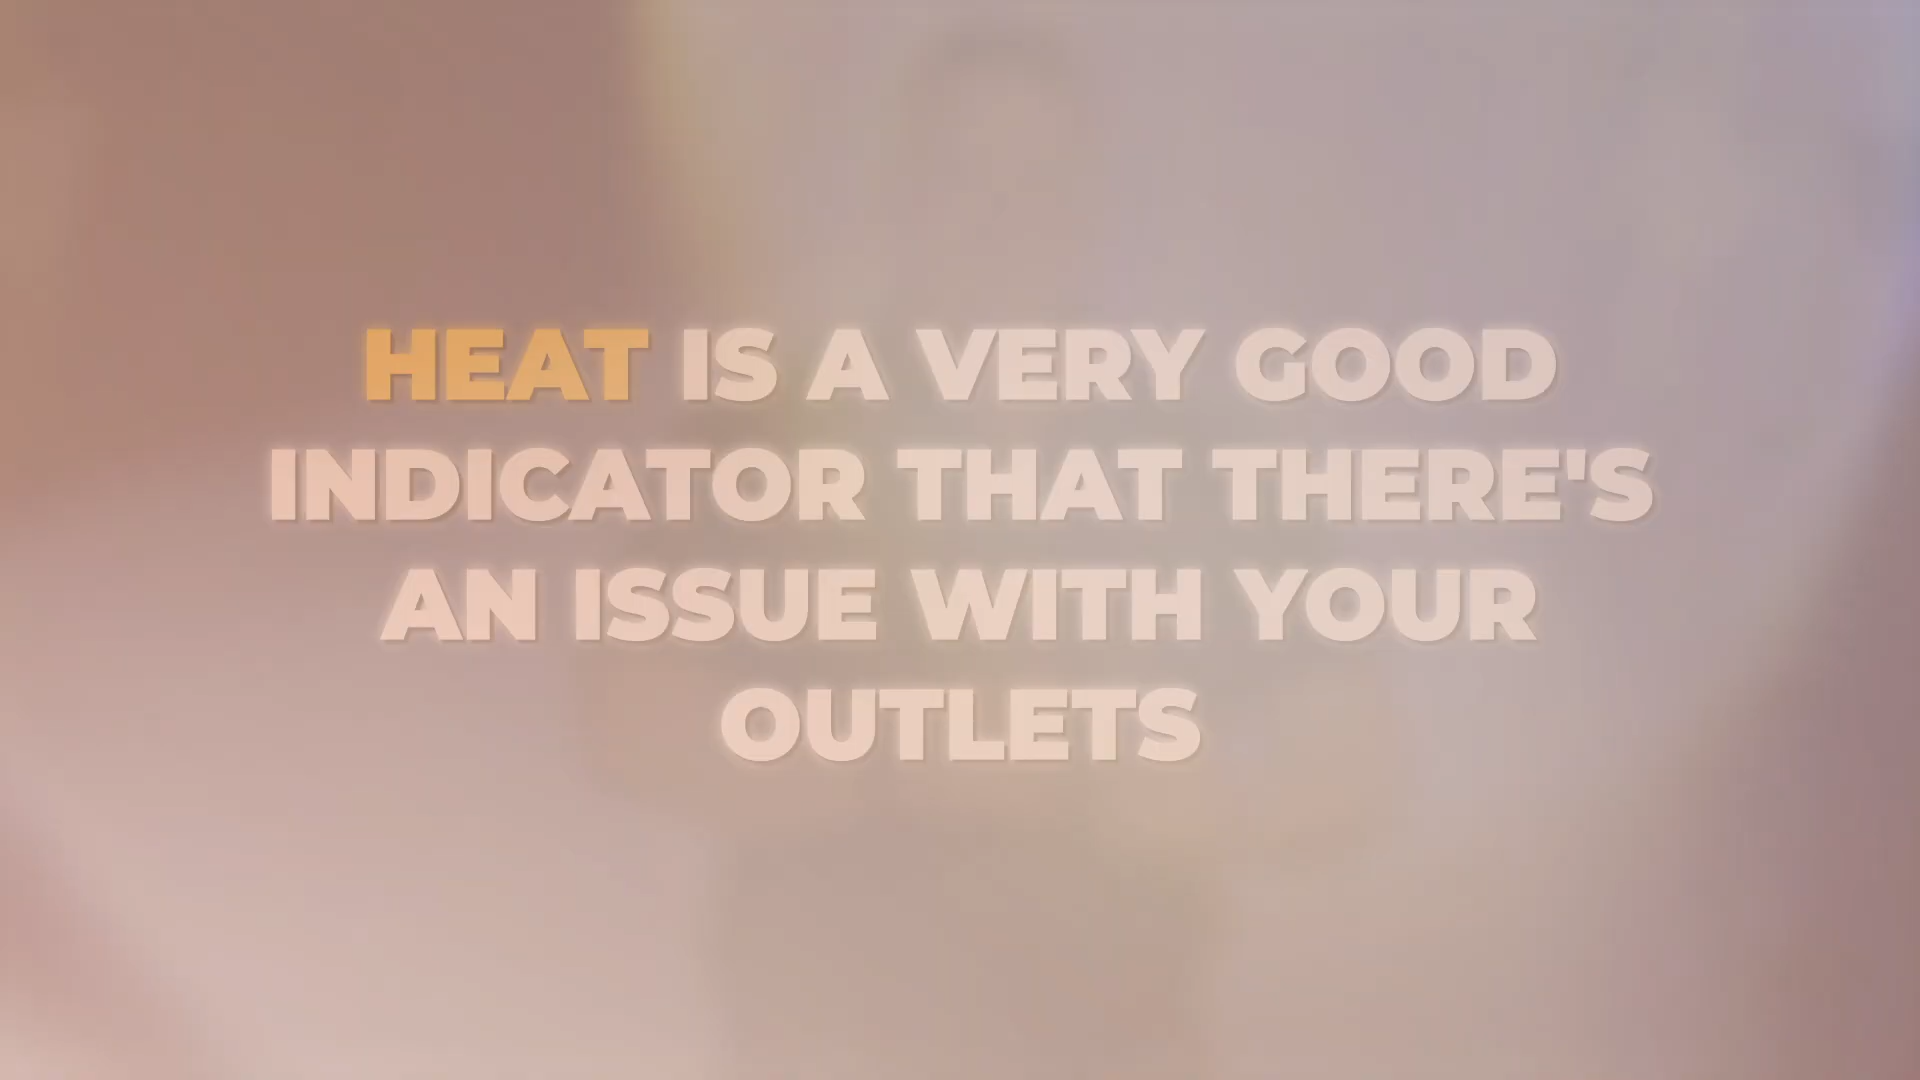 HEAT IS A VERY GOOD
INDICATOR THAT THERE'S
AN ISSUE WITH YOUR
OUTLETS